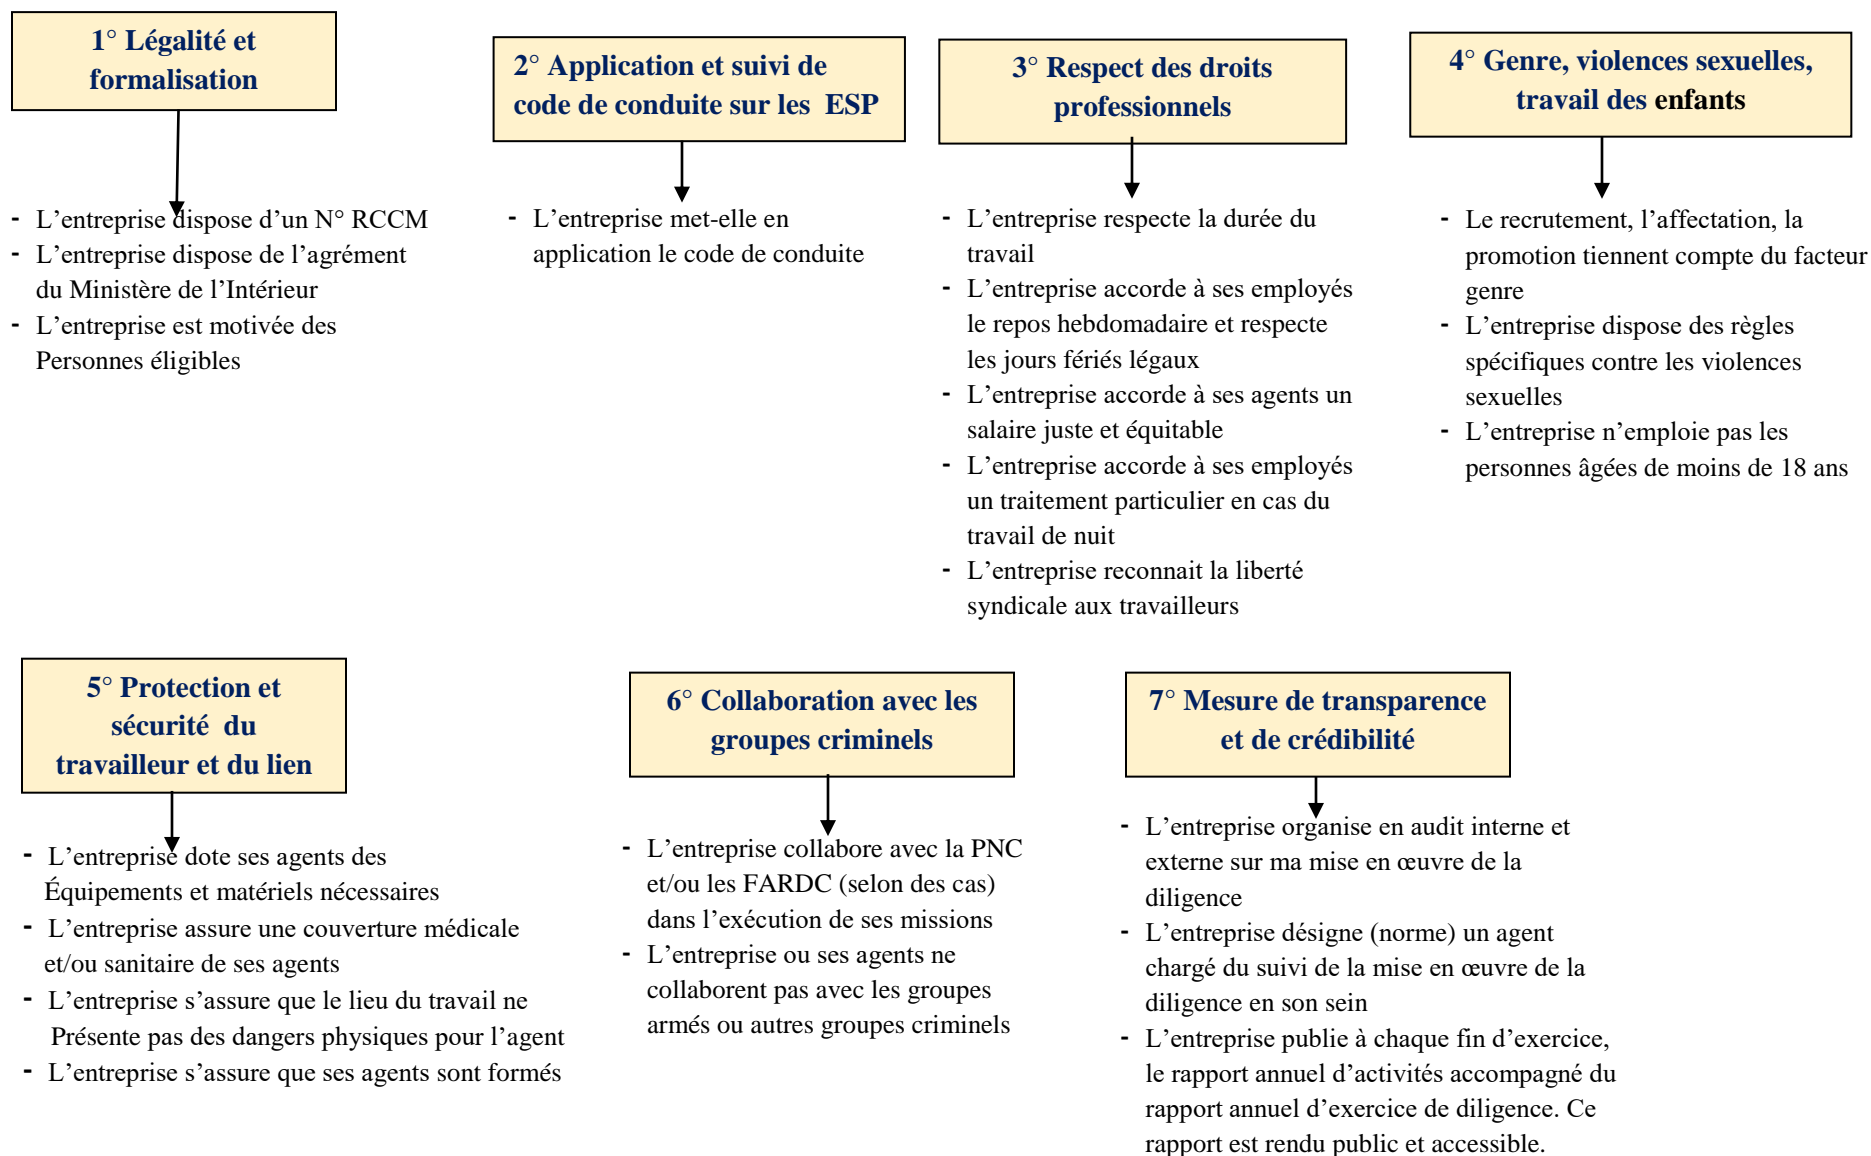 1° Légalité et
formalisation
- L’entreprise dispose d’un N° RCCM
- L’entreprise dispose de l’agrément
du Ministère de l’Intérieur
- L’entreprise est motivée des
Personnes éligibles
2° Application et suivi de
code de conduite sur les ESP
- L’entreprise met-elle en
application le code de conduite
3° Respect des droits
professionnels
- L’entreprise respecte la durée du
travail
- L’entreprise accorde à ses employés
le repos hebdomadaire et respecte
les jours fériés légaux
- L’entreprise accorde à ses agents un
salaire juste et équitable
- L’entreprise accorde à ses employés
un traitement particulier en cas du
travail de nuit
- L’entreprise reconnait la liberté
syndicale aux travailleurs
4° Genre, violences sexuelles,
travail des enfants
- Le recrutement, l’affectation, la
promotion tiennent compte du facteur
genre
- L’entreprise dispose des règles
spécifiques contre les violences
sexuelles
- L’entreprise n’emploie pas les
personnes âgées de moins de 18 ans
5° Protection et
sécurité du
travailleur et du lien
- L’entreprise dote ses agents des
Équipements et matériels nécessaires
- L’entreprise assure une couverture médicale
et/ou sanitaire de ses agents
- L’entreprise s’assure que le lieu du travail ne
Présente pas des dangers physiques pour l’agent
- L’entreprise s’assure que ses agents sont formés
6° Collaboration avec les
groupes criminels
- L’entreprise collabore avec la PNC
et/ou les FARDC (selon des cas)
dans l’exécution de ses missions
- L’entreprise ou ses agents ne
collaborent pas avec les groupes
armés ou autres groupes criminels
7° Mesure de transparence
et de crédibilité
- L’entreprise organise en audit interne et
externe sur ma mise en œuvre de la
diligence
- L’entreprise désigne (norme) un agent
chargé du suivi de la mise en œuvre de la
diligence en son sein
- L’entreprise publie à chaque fin d’exercice,
le rapport annuel d’activités accompagné du
rapport annuel d’exercice de diligence. Ce
rapport est rendu public et accessible.